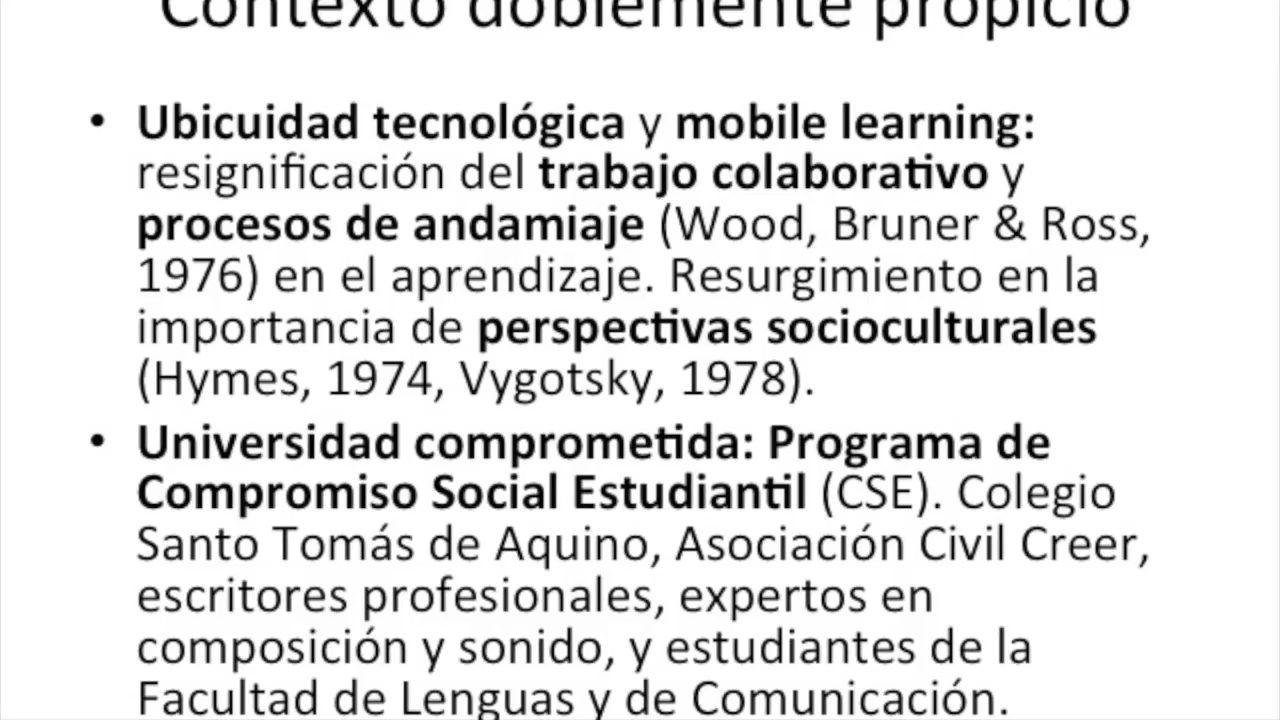 Contexto doblemente propicio
• Ubicuidad tecnológica y mobile learning:
resignificación del trabajo colaborativo y
procesos de andamiaje (Wood, Bruner & Ross,
1976) en el aprendizaje. Resurgimiento en la
importancia de perspectivas socioculturales
(Hymes, 1974, Vygotsky, 1978).
• Universidad comprometida: Programa de
Compromiso Social Estudiantil (CSE). Colegio
Santo Tomás de Aquino, Asociación Civil Creer,
escritores profesionales, expertos en
composición y sonido, y estudiantes de la
Facultad de Lenguas y de Comunicación.